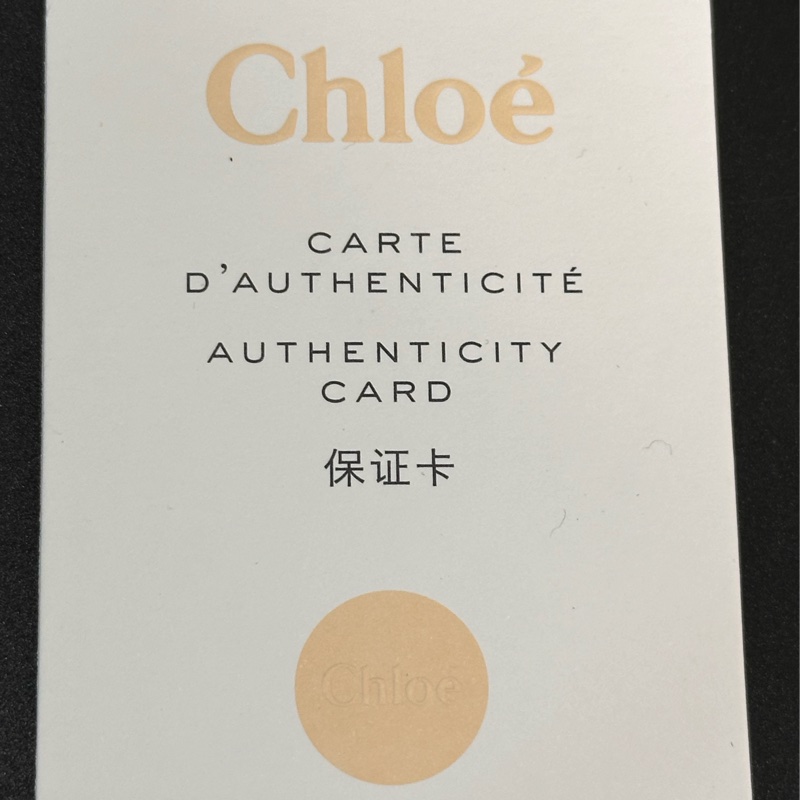 Chloé
CARTE
D'AUTHENTICITÉ
AUTHENTICITY
CARD
保证卡
Chloé